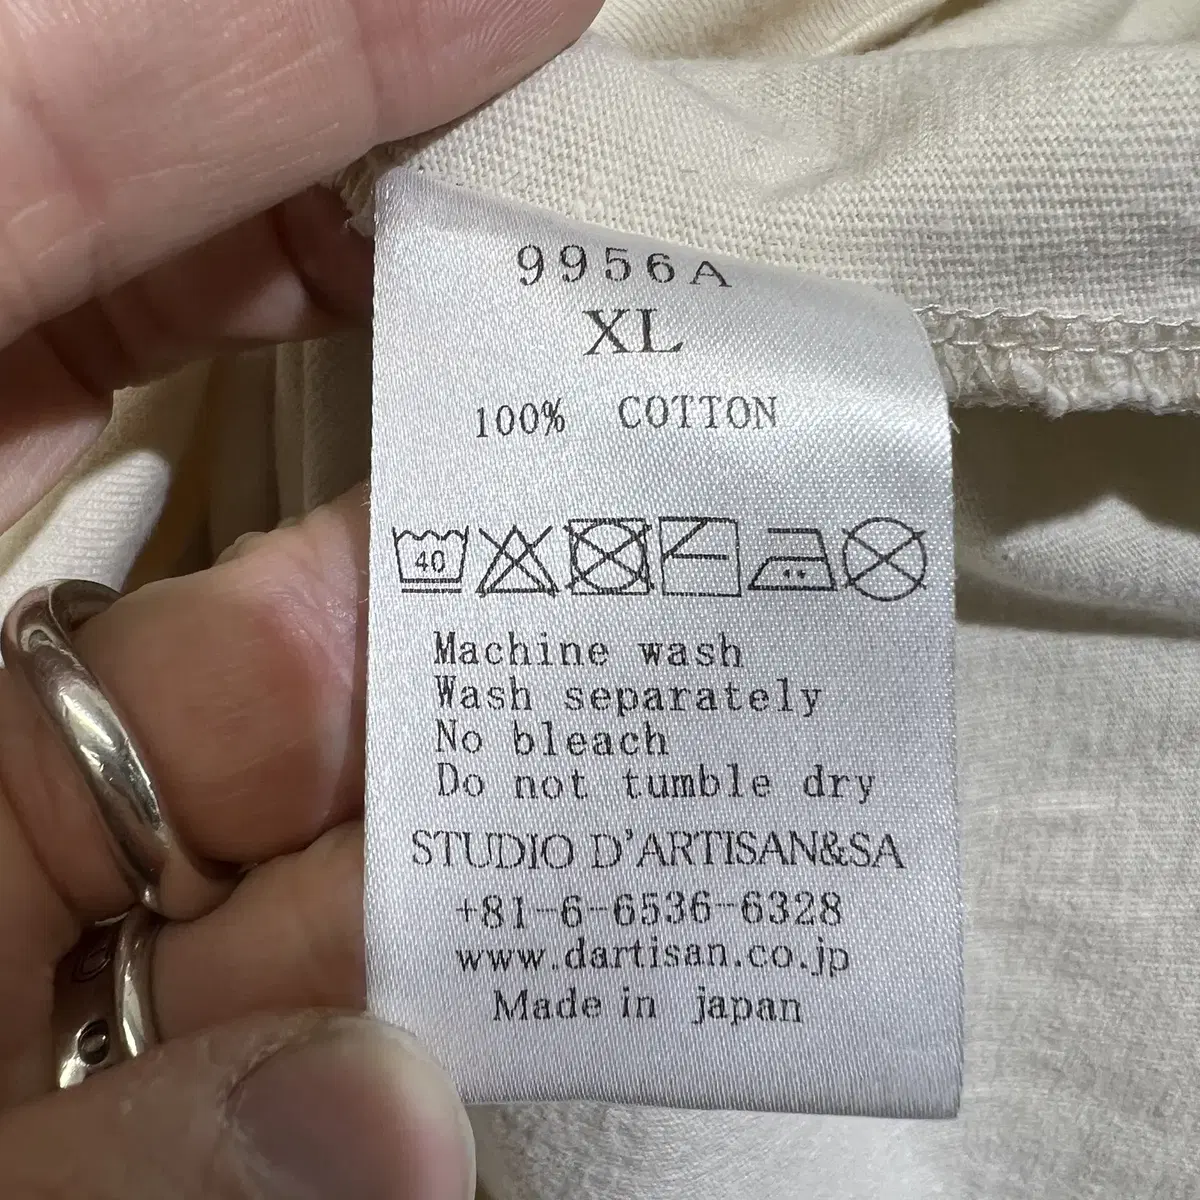 9956A
XL
100% COTTON
40
Machine wash
Wash separately
No bleach
Do not tumble dry
STUDIO D'ARTISAN&SA
+81-6-6536-6328
www.dartisan.co.jp
Made in japan